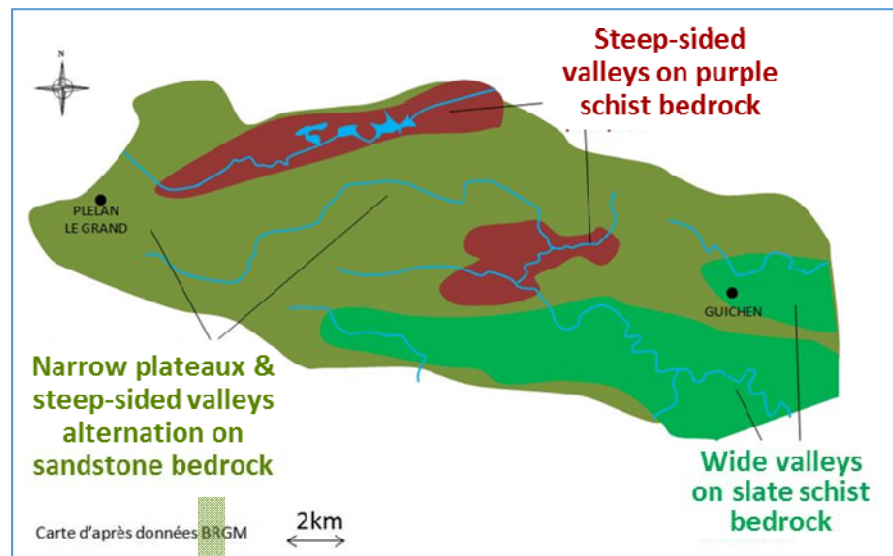 Steep-sided
valleys on purple
schist bedrock
N
PLELAN
LE GRAND
GUICHEN
Narrow plateaux &
steep-sided valleys
alternation on
sandstone bedrock
Wide valleys
on slate schist
bedrock
Carte d'après données BRGM
2km